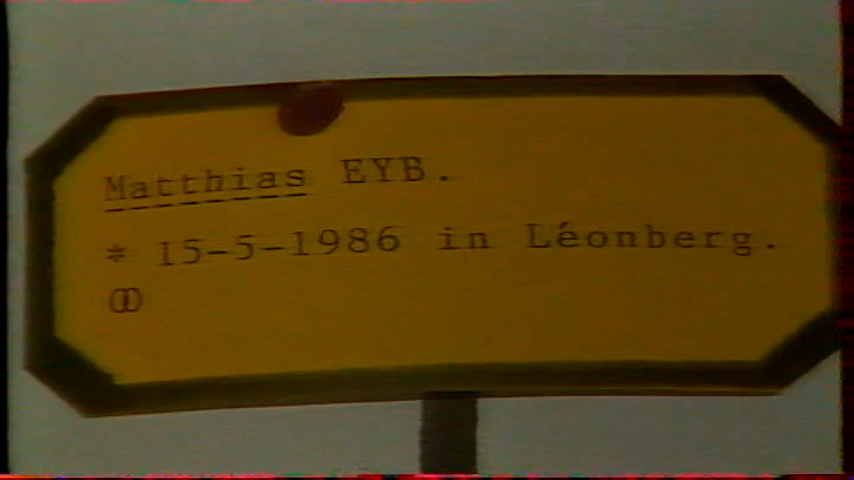 Matthias EYB.
* 15-5-1986 in Léonberg.
Ꝏ